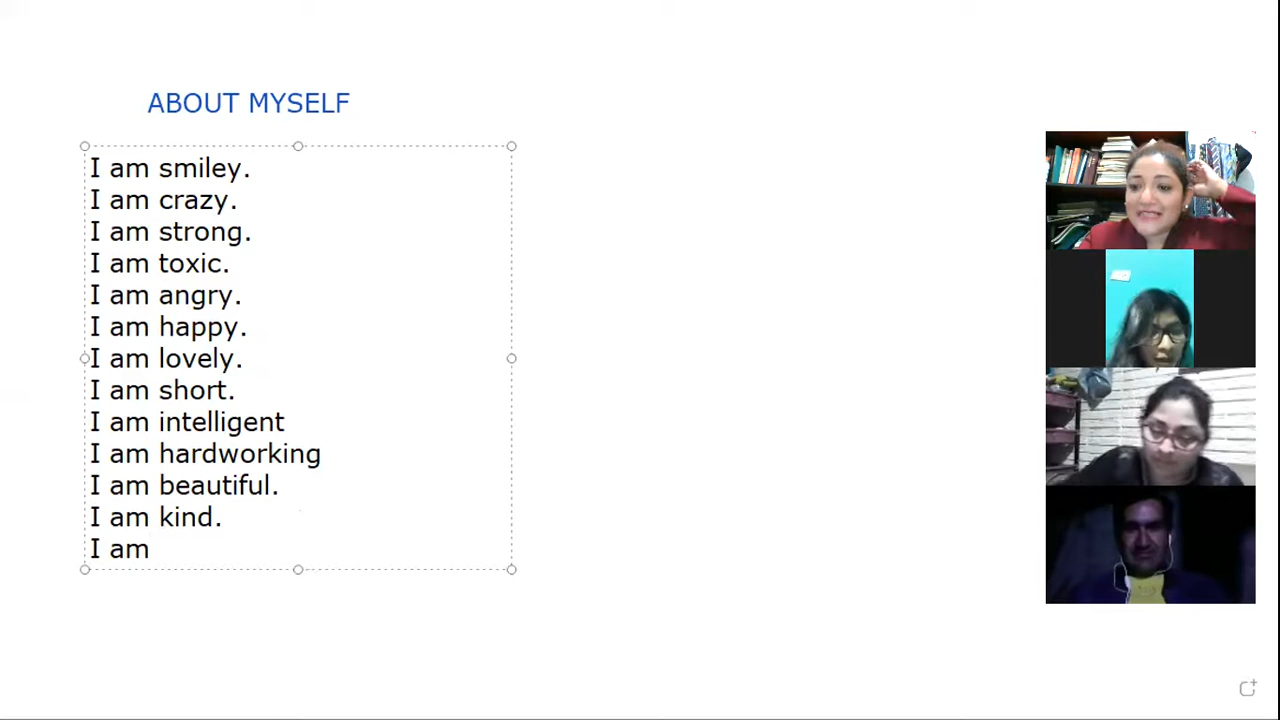 ABOUT MYSELF
I am smiley.
I am crazy.
I am strong.
I am toxic.
I am angry.
I am happy.
I am lovely.
I am short.
I am intelligent
I am hardworking
I am beautiful.
I am kind.
I am